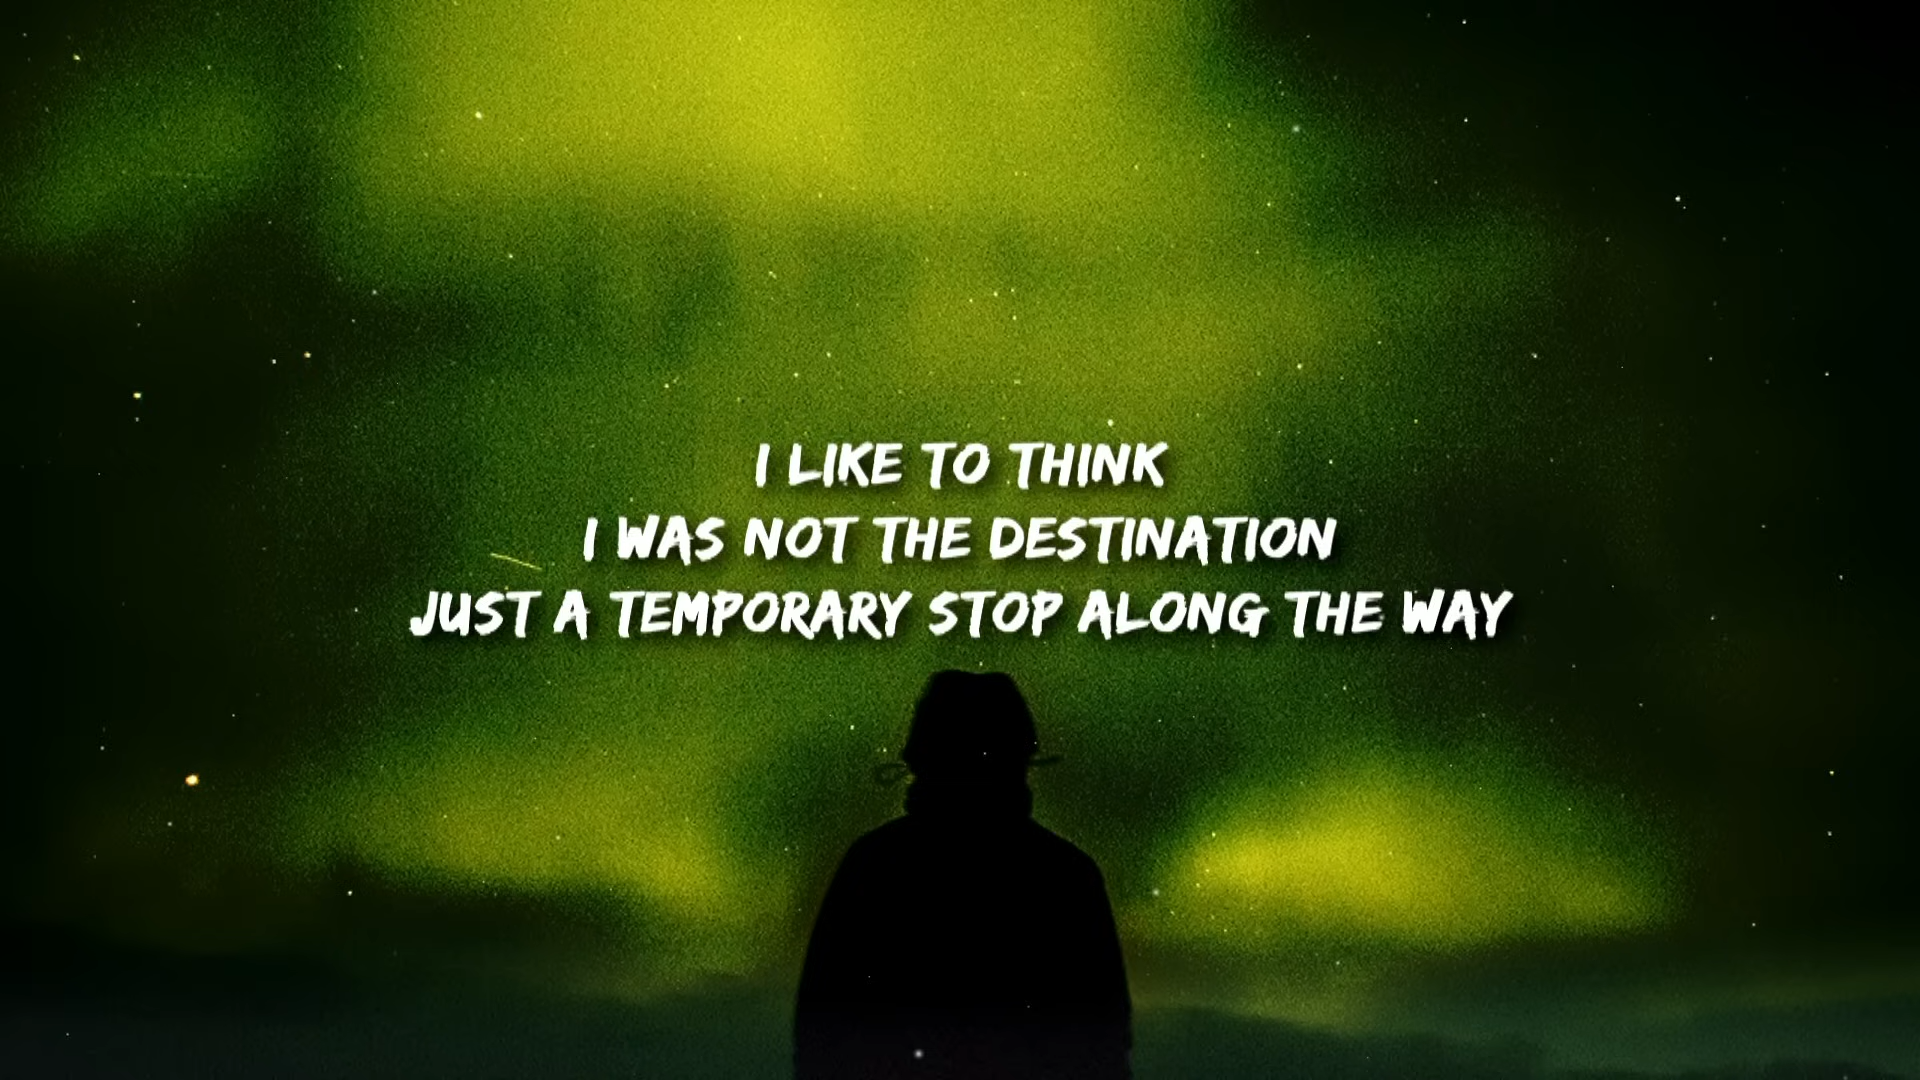 I LIKE TO THINK
I WAS NOT THE DESTINATION
JUST A TEMPORARY STOP ALONG THE WAY